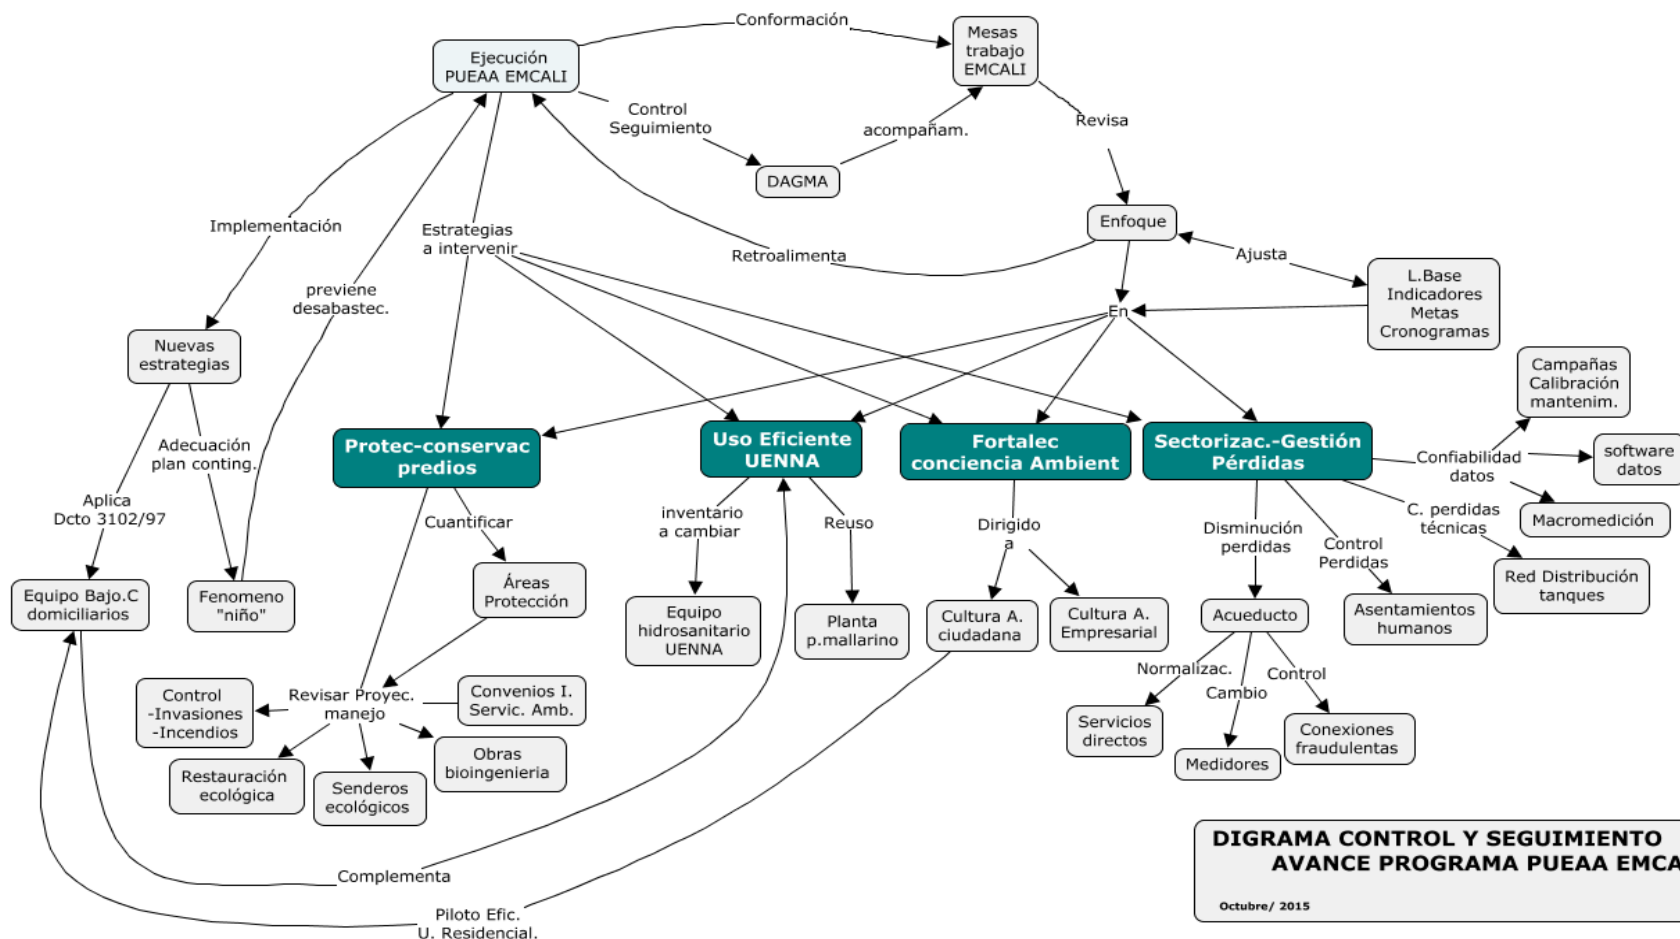 Conformación
Mesas
trabajo
EMCALI
Ejecución
PUEAA EMCALI
Control
Seguimiento
acompañam.
Revisa
DAGMA
Implementación
Estrategias
a intervenir
Retroalimenta
Enfoque
Ajusta
L.Base
Indicadores
Metas
Cronogramas
previene
desabastec.
En
Nuevas
estrategias
Campañas
Calibración
mantenim.
Adecuación
plan conting.
Protec-conservac
predios
Uso Eficiente
UENNA
Fortalec
conciencia Ambient
Sectorizac.-Gestión
Pérdidas
Confiabilidad
datos
software
datos
Aplica
Dcto 3102/97
Cuantificar
inventario
a cambiar
Reuso
Dirigido
a
Disminución
perdidas
Control
Perdidas
C. perdidas
técnicas
Macromedición
Equipo Bajo.C
domiciliarios
Fenomeno
"niño"
Áreas
Protección
Equipo
hidrosanitario
UENNA
Planta
p.mallarino
Cultura A.
ciudadana
Cultura A.
Empresarial
Acueducto
Asentamientos
humanos
Red Distribución
tanques
Normalizac.
Cambio
Control
Control
-Invasiones
-Incendios
Revisar Proyec.
manejo
Convenios I.
Servic. Amb.
Servicios
directos
Medidores
Conexiones
fraudulentas
Restauración
ecológica
Senderos
ecológicos
Obras
bioingenieria
Complementa
Piloto Efic.
U. Residencial.
DIGRAMA CONTROL Y SEGUIMIENTO
AVANCE PROGRAMA PUEAA EMCA
Octubre/ 2015